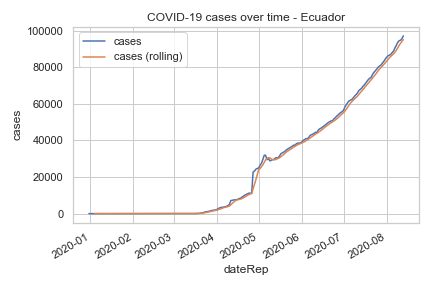 COVID-19 cases over time - Ecuador
cases
cases (rolling)
100000
80000
60000
40000
20000
0
cases
2020-01
2020-02
2020-03
2020-04
2020-05
2020-06
2020-07
2020-08
dateRep